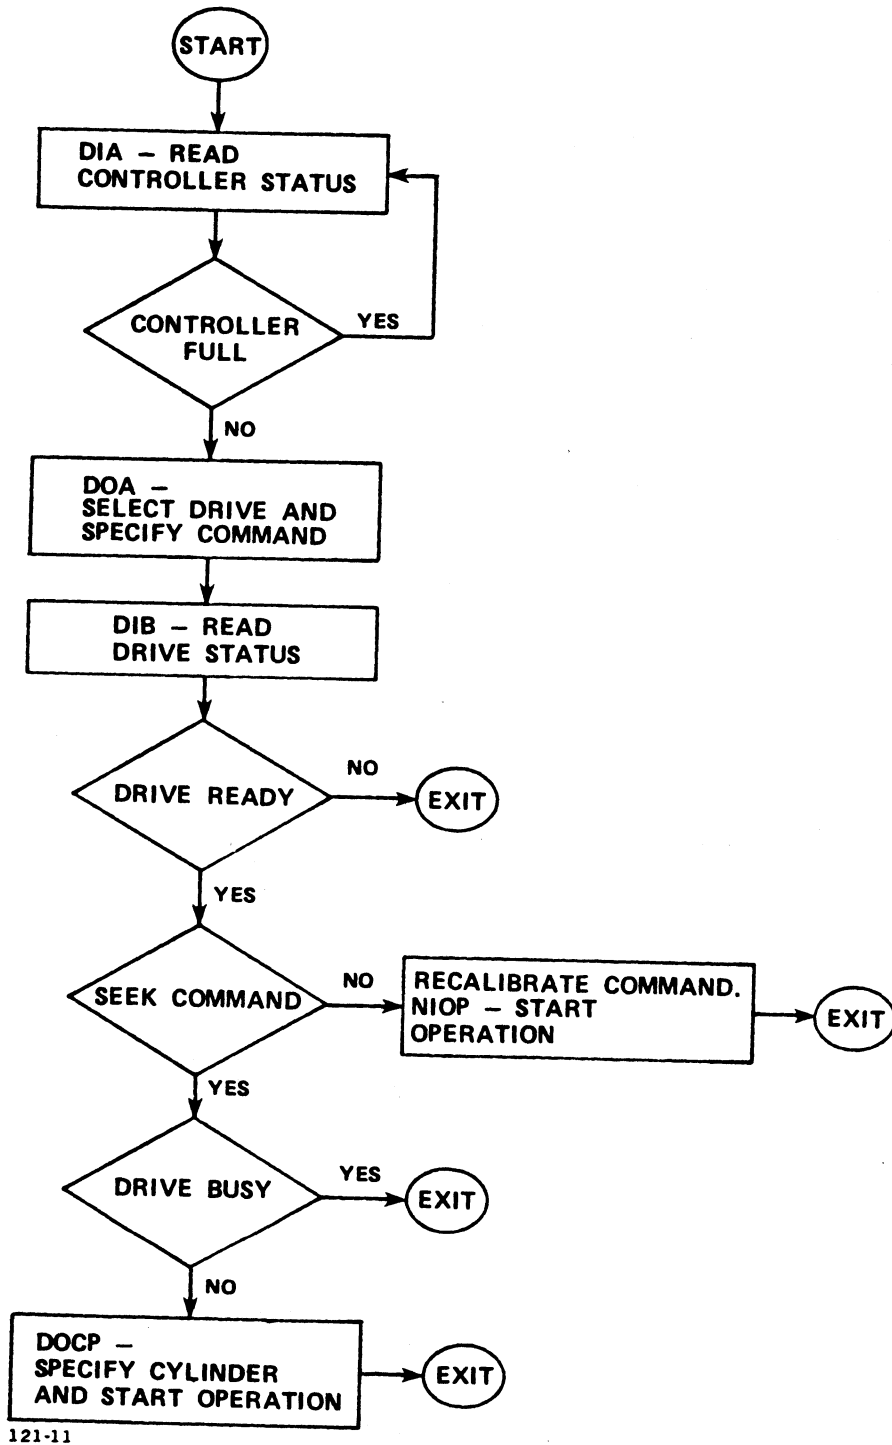 START
DIA – READ
CONTROLLER STATUS
CONTROLLER
FULL
YES
NO
DOA –
SELECT DRIVE AND
SPECIFY COMMAND
DIB – READ
DRIVE STATUS
DRIVE READY
NO
EXIT
YES
SEEK COMMAND
NO
RECALIBRATE COMMAND.
NIOP – START
OPERATION
EXIT
YES
DRIVE BUSY
YES
EXIT
NO
DOCP –
SPECIFY CYLINDER
AND START OPERATION
EXIT
121-11